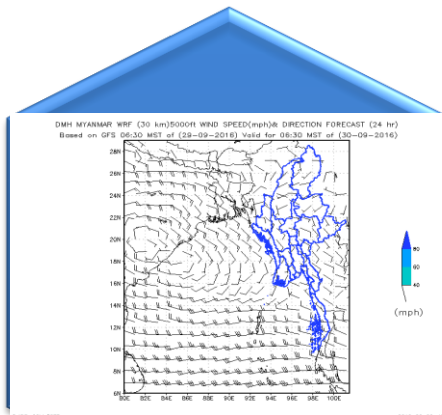 DMH MYANMAR WRF (30 km)5000ft WIND SPEED(mph)& DIRECTION FORECAST (24 hr)
Based on GFS 06:30 MST of (29-09-2016) Valid for 06:30 MST of (30-09-2016)
28N
26N
24N
22N
20N
18N
16N
14N
12N
10N
8N
6N
82E 84E 86E 88E 90E 92E 94E 96E 98E 100E
80
60
40
(mph)